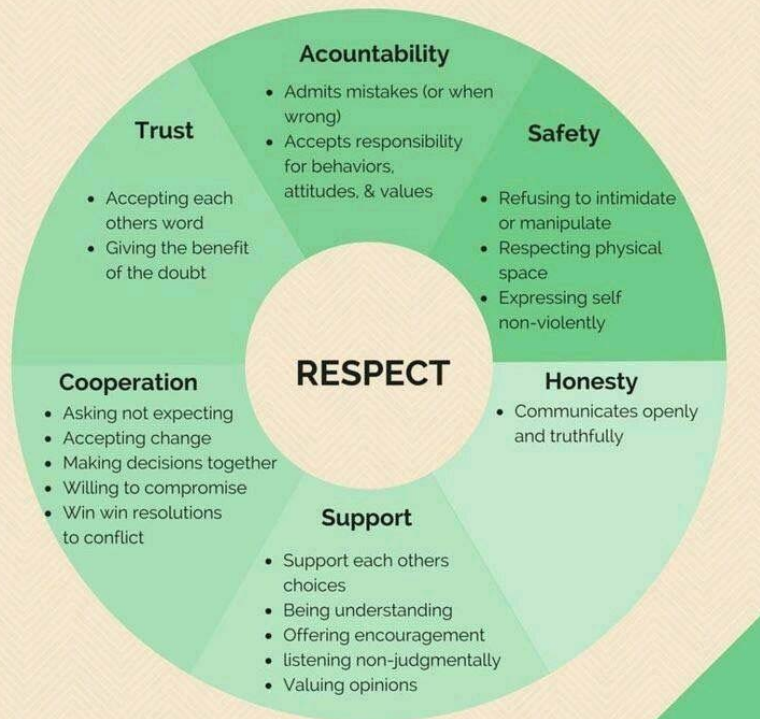 Acountability
• Admits mistakes (or when
wrong)
• Accepts responsibility
for behaviors,
attitudes, & values
Safety
• Refusing to intimidate
or manipulate
• Respecting physical
space
• Expressing self
non-violently
Honesty
• Communicates openly
and truthfully
Support
• Support each others
choices
• Being understanding
• Offering encouragement
• listening non-judgmentally
• Valuing opinions
Cooperation
• Asking not expecting
• Accepting change
• Making decisions together
• Willing to compromise
• Win win resolutions
to conflict
Trust
• Accepting each
others word
• Giving the benefit
of the doubt
RESPECT